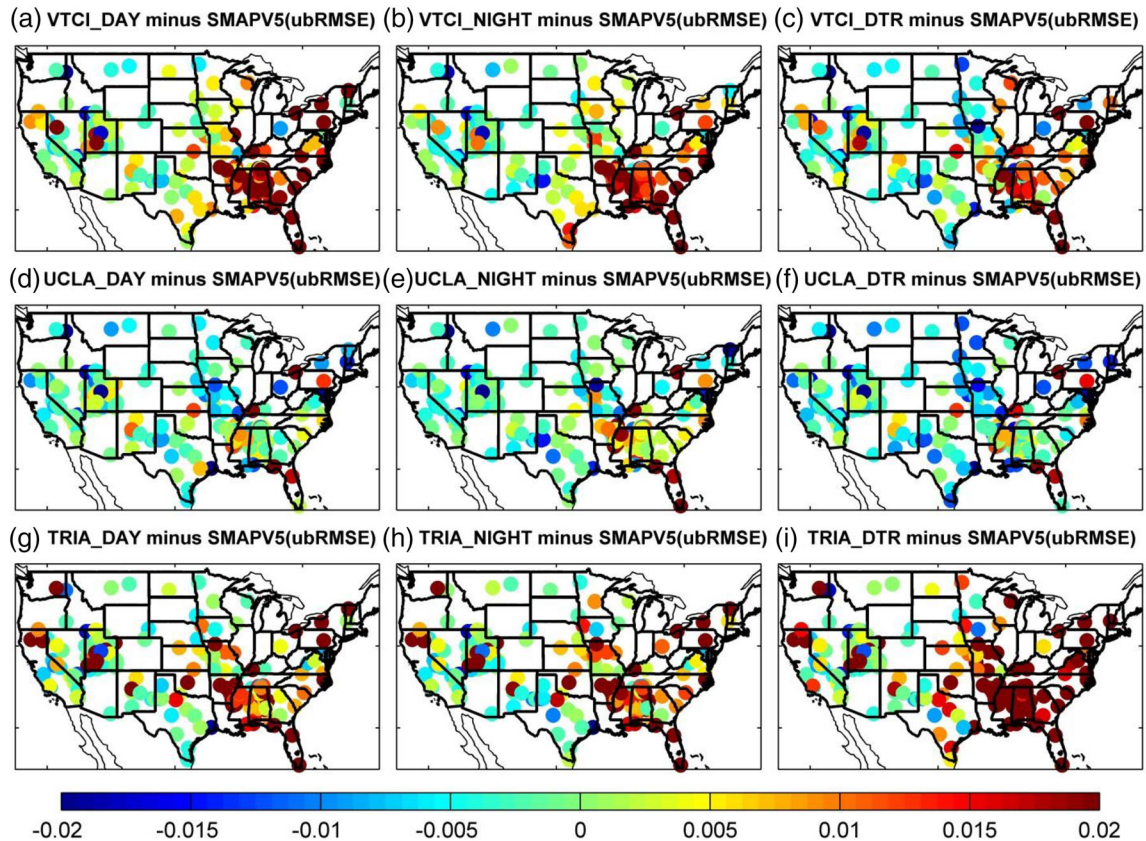 (a) VTCI_DAY minus SMAPV5(ubRMSE)
(b) VTCI_NIGHT minus SMAPV5(ubRMSE)
(c) VTCI_DTR minus SMAPV5(ubRMSE)
(d) UCLA_DAY minus SMAPV5(ubRMSE)
(e) UCLA_NIGHT minus SMAPV5(ubRMSE)
(f) UCLA_DTR minus SMAPV5(ubRMSE)
(g) TRIA_DAY minus SMAPV5(ubRMSE)
(h) TRIA_NIGHT minus SMAPV5(ubRMSE)
(i) TRIA_DTR minus SMAPV5(ubRMSE)
-0.02 -0.015 -0.01 -0.005 0 0.005 0.01 0.015 0.02